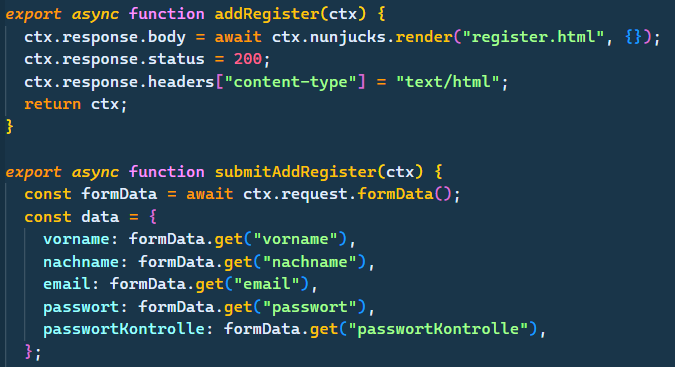 export async function addRegister(ctx) {
  ctx.response.body = await ctx.nunjucks.render("register.html", {});
  ctx.response.status = 200;
  ctx.response.headers["content-type"] = "text/html";
  return ctx;
}

export async function submitAddRegister(ctx) {
  const formData = await ctx.request.formData();
  const data = {
    vorname: formData.get("vorname"),
    nachname: formData.get("nachname"),
    email: formData.get("email"),
    passwort: formData.get("passwort"),
    passwortKontrolle: formData.get("passwortKontrolle"),
  };